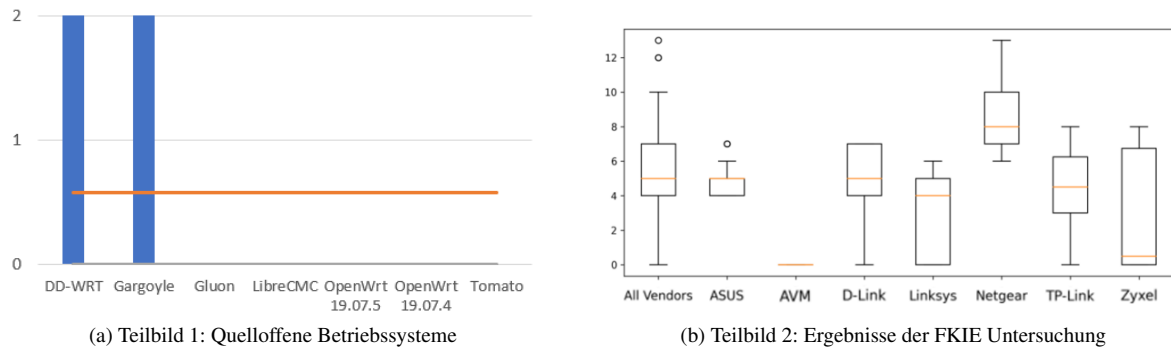 2
1
0
DD-WRT Gargoyle Gluon LibreCMC OpenWrt OpenWrt Tomato
19.07.5 19.07.4
(a) Teilbild 1: Quelloffene Betriebssysteme
12
10
8
6
4
2
0
All Vendors ASUS AVM D-Link Linksys Netgear TP-Link Zyxel
(b) Teilbild 2: Ergebnisse der FKIE Untersuchung